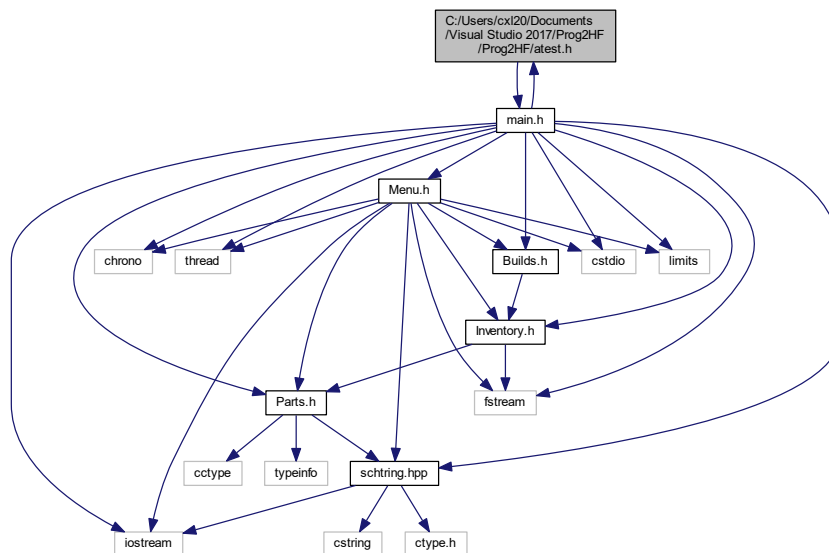 C:/Users/cxl20/Documents
/Visual Studio 2017/Prog2HF
/Prog2HF/atest.h
main.h
Menu.h
chrono
thread
Builds.h
cstdio
limits
Inventory.h
Parts.h
fstream
cctype
typeinfo
schtring.hpp
iostream
cstring
ctype.h